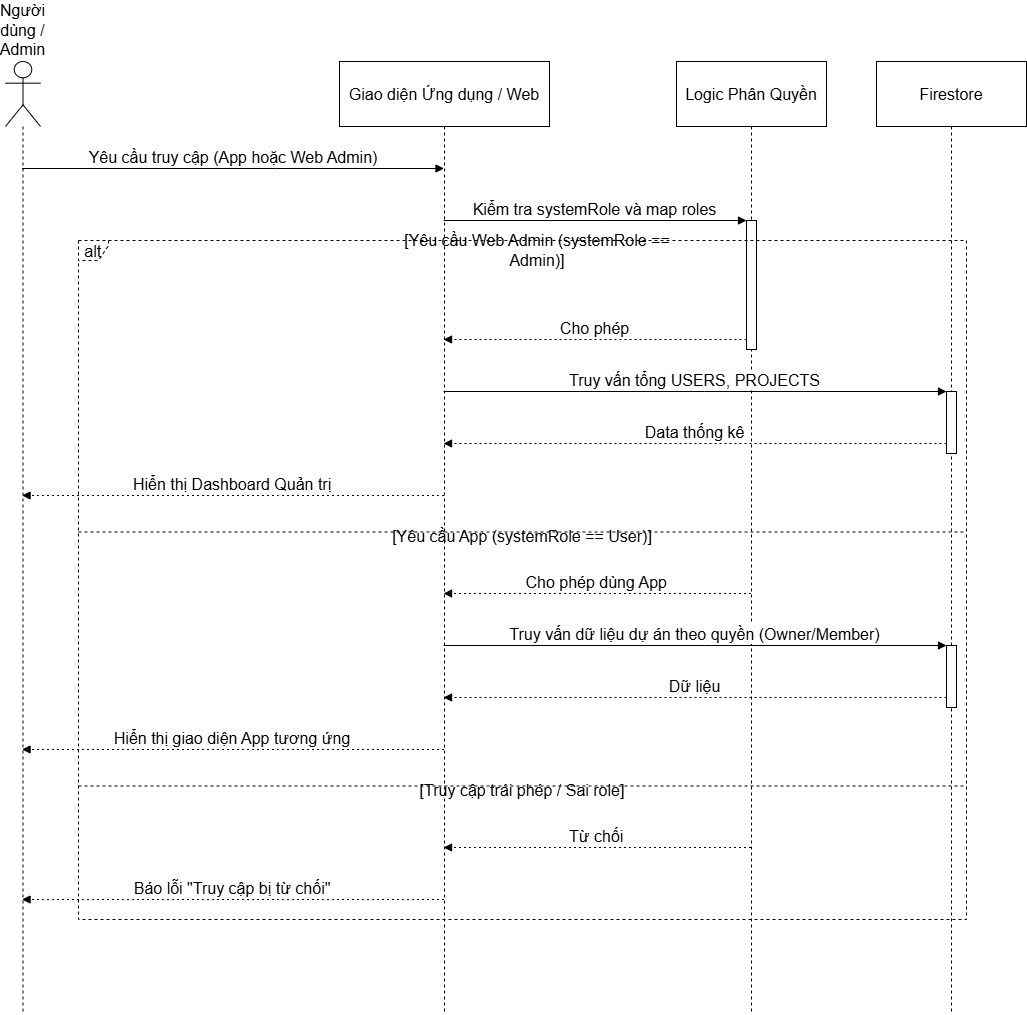 Người
dùng /
Admin
Giao diện Ứng dụng / Web
Logic Phân Quyền
Firestore
Yêu cầu truy cập (App hoặc Web Admin)
Kiểm tra systemRole và map roles
alt
[Yêu cầu Web Admin (systemRole ==
Admin)]
Cho phép
Truy vấn tổng USERS, PROJECTS
Data thống kê
Hiển thị Dashboard Quản trị
[Yêu cầu App (systemRole == User)]
Cho phép dùng App
Truy vấn dữ liệu dự án theo quyền (Owner/Member)
Dữ liệu
Hiển thị giao diện App tương ứng
[Truy cập trái phép / Sai role]
Từ chối
Báo lỗi "Truy cập bị từ chối"